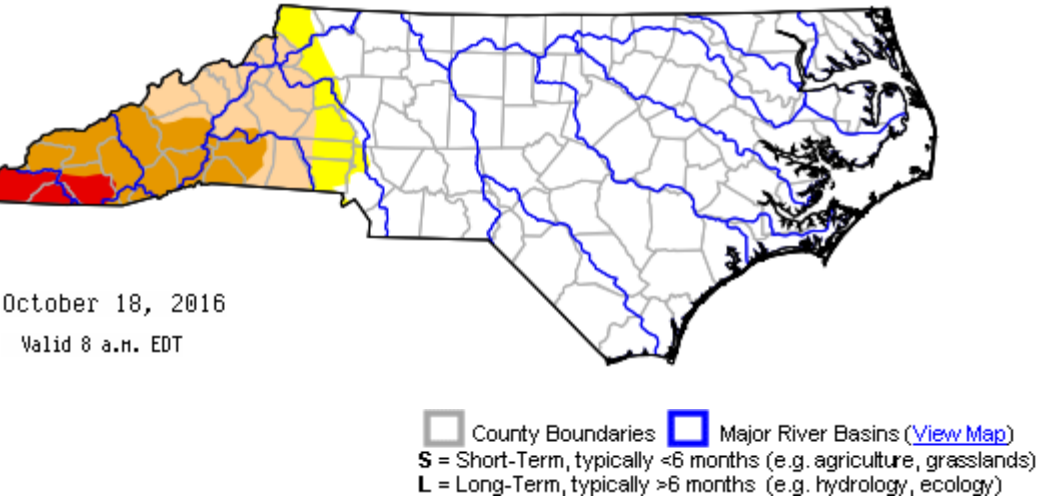 October 18, 2016
Valid 8 a.m. EDT
County Boundaries Major River Basins (View Map)
S = Short-Term, typically <6 months (e.g. agriculture, grasslands)
L = Long-Term, typically >6 months (e.g. hydrology, ecology)